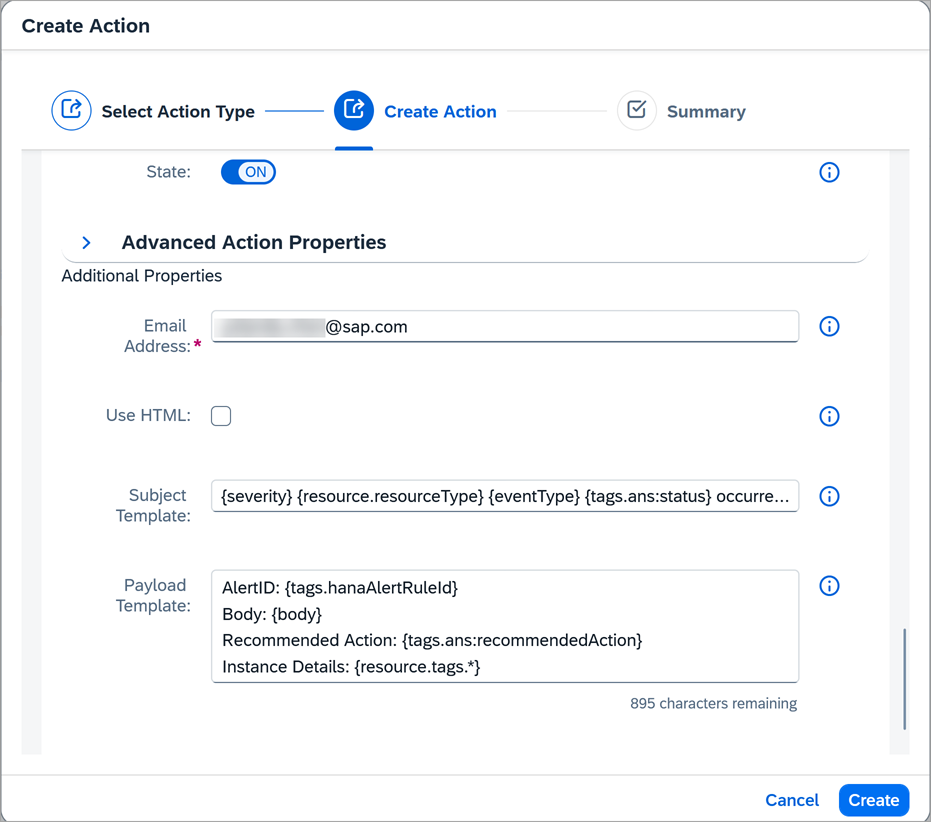 Create Action
Select Action Type
Create Action
Summary
State:
ON
Advanced Action Properties
Additional Properties
Email
Address:*
@sap.com
Use HTML:
Subject
Template:
{severity} {resource.resourceType} {eventType} {tags.ans:status} occurre...
Payload
Template:
AlertID: {tags.hanaAlertRuleId}
Body: {body}
Recommended Action: {tags.ans:recommendedAction}
Instance Details: {resource.tags.*}
895 characters remaining
Cancel
Create